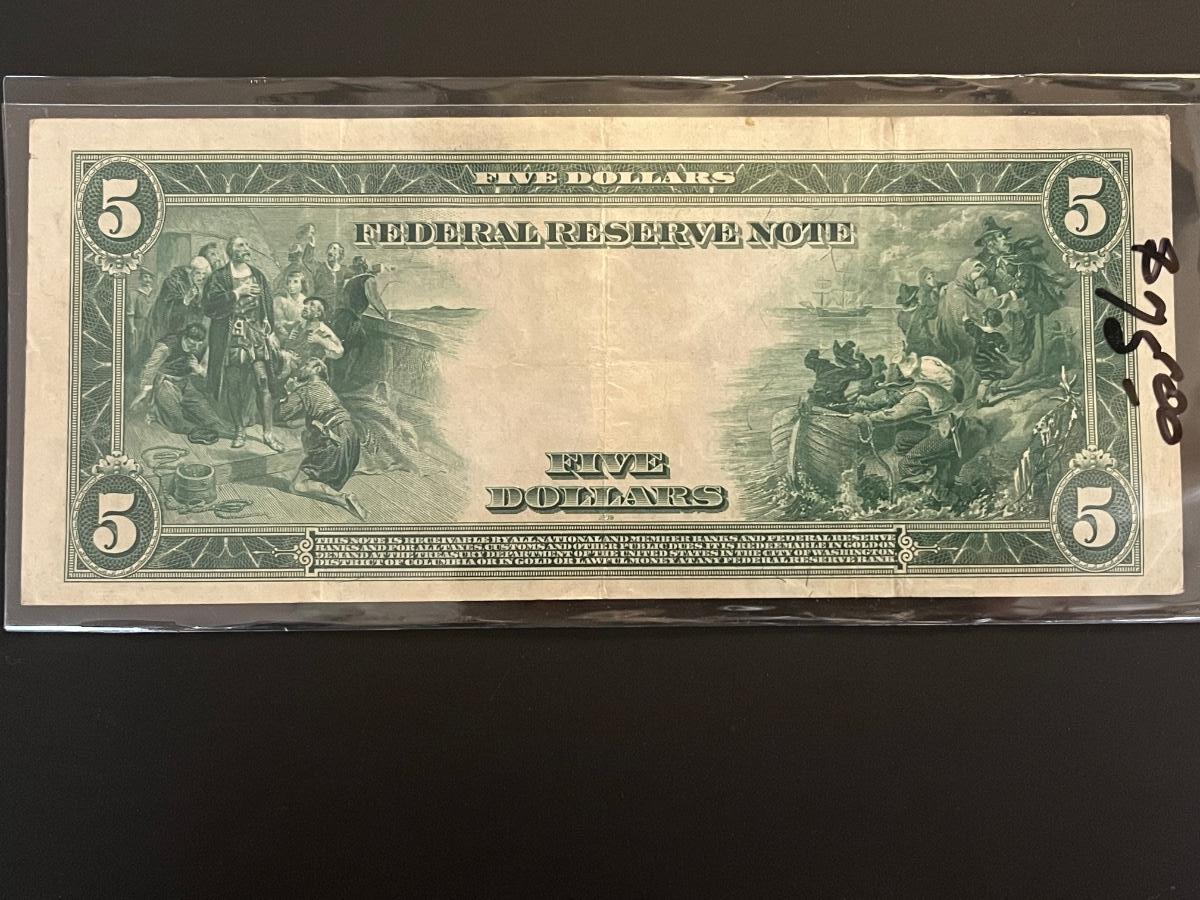 5
FIVE DOLLARS
5
FEDERAL RESERVE NOTE
$75.00
FIVE
DOLLARS
5
5
THIS NOTE IS RECEIVABLE BY ALL NATIONAL AND MEMBER BANKS AND FEDERAL RESERVE
BANKS AND FOR ALL TAXES, CUSTOMS AND OTHER PUBLIC DUES. IT IS REDEEMABLE IN GOLD ON
DEMAND AT THE TREASURY DEPARTMENT OF THE UNITED STATES IN THE CITY OF WASHINGTON
DISTRICT OF COLUMBIA OR IN GOLD OR LAWFUL MONEY AT ANY FEDERAL RESERVE BANK